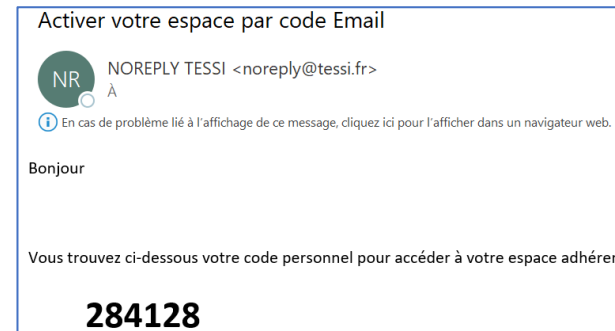 Activer votre espace par code Email
NR
NOREPLY TESSI <noreply@tessi.fr>
À
En cas de problème lié à l'affichage de ce message, cliquez ici pour l'afficher dans un navigateur web.
Bonjour
Vous trouvez ci-dessous votre code personnel pour accéder à votre espace adhérer
284128